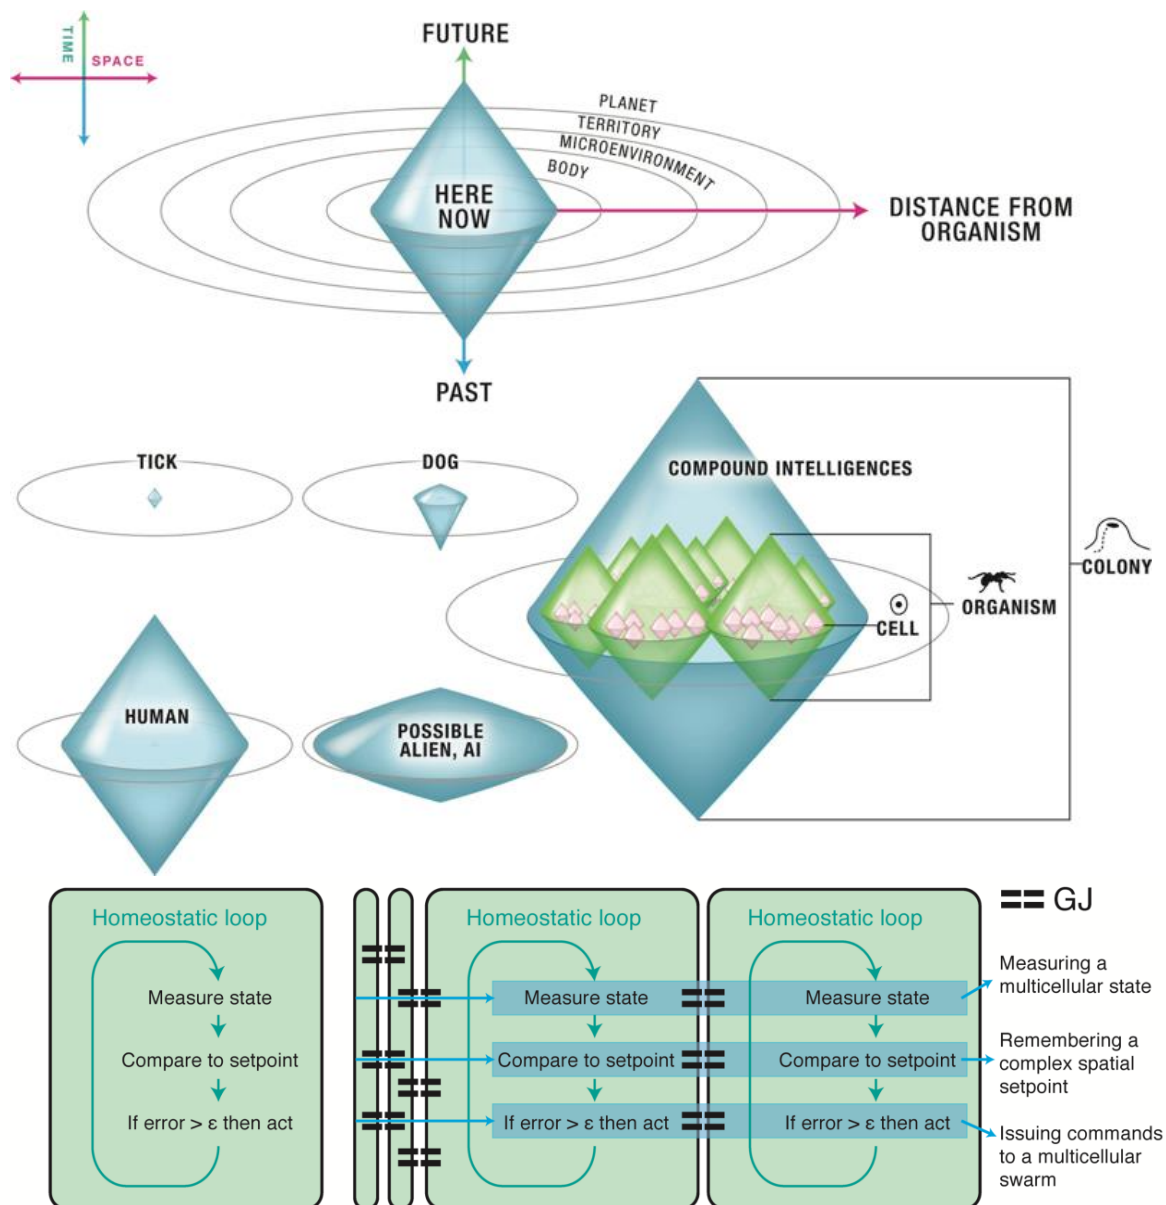 TIME
SPACE
FUTURE
PLANET
TERRITORY
MICROENVIRONMENT
BODY
HERE
NOW
DISTANCE FROM
ORGANISM
PAST
TICK
DOG
COMPOUND INTELLIGENCES
COLONY
ORGANISM
CELL
HUMAN
POSSIBLE
ALIEN, AI
Homeostatic loop
Measure state
Compare to setpoint
If error > ε then act
Homeostatic loop
Measure state
Compare to setpoint
If error > ε then act
Homeostatic loop
Measure state
Compare to setpoint
If error > ε then act
GJ
Measuring a
multicellular state
Remembering a
complex spatial
setpoint
Issuing commands
to a multicellular
swarm